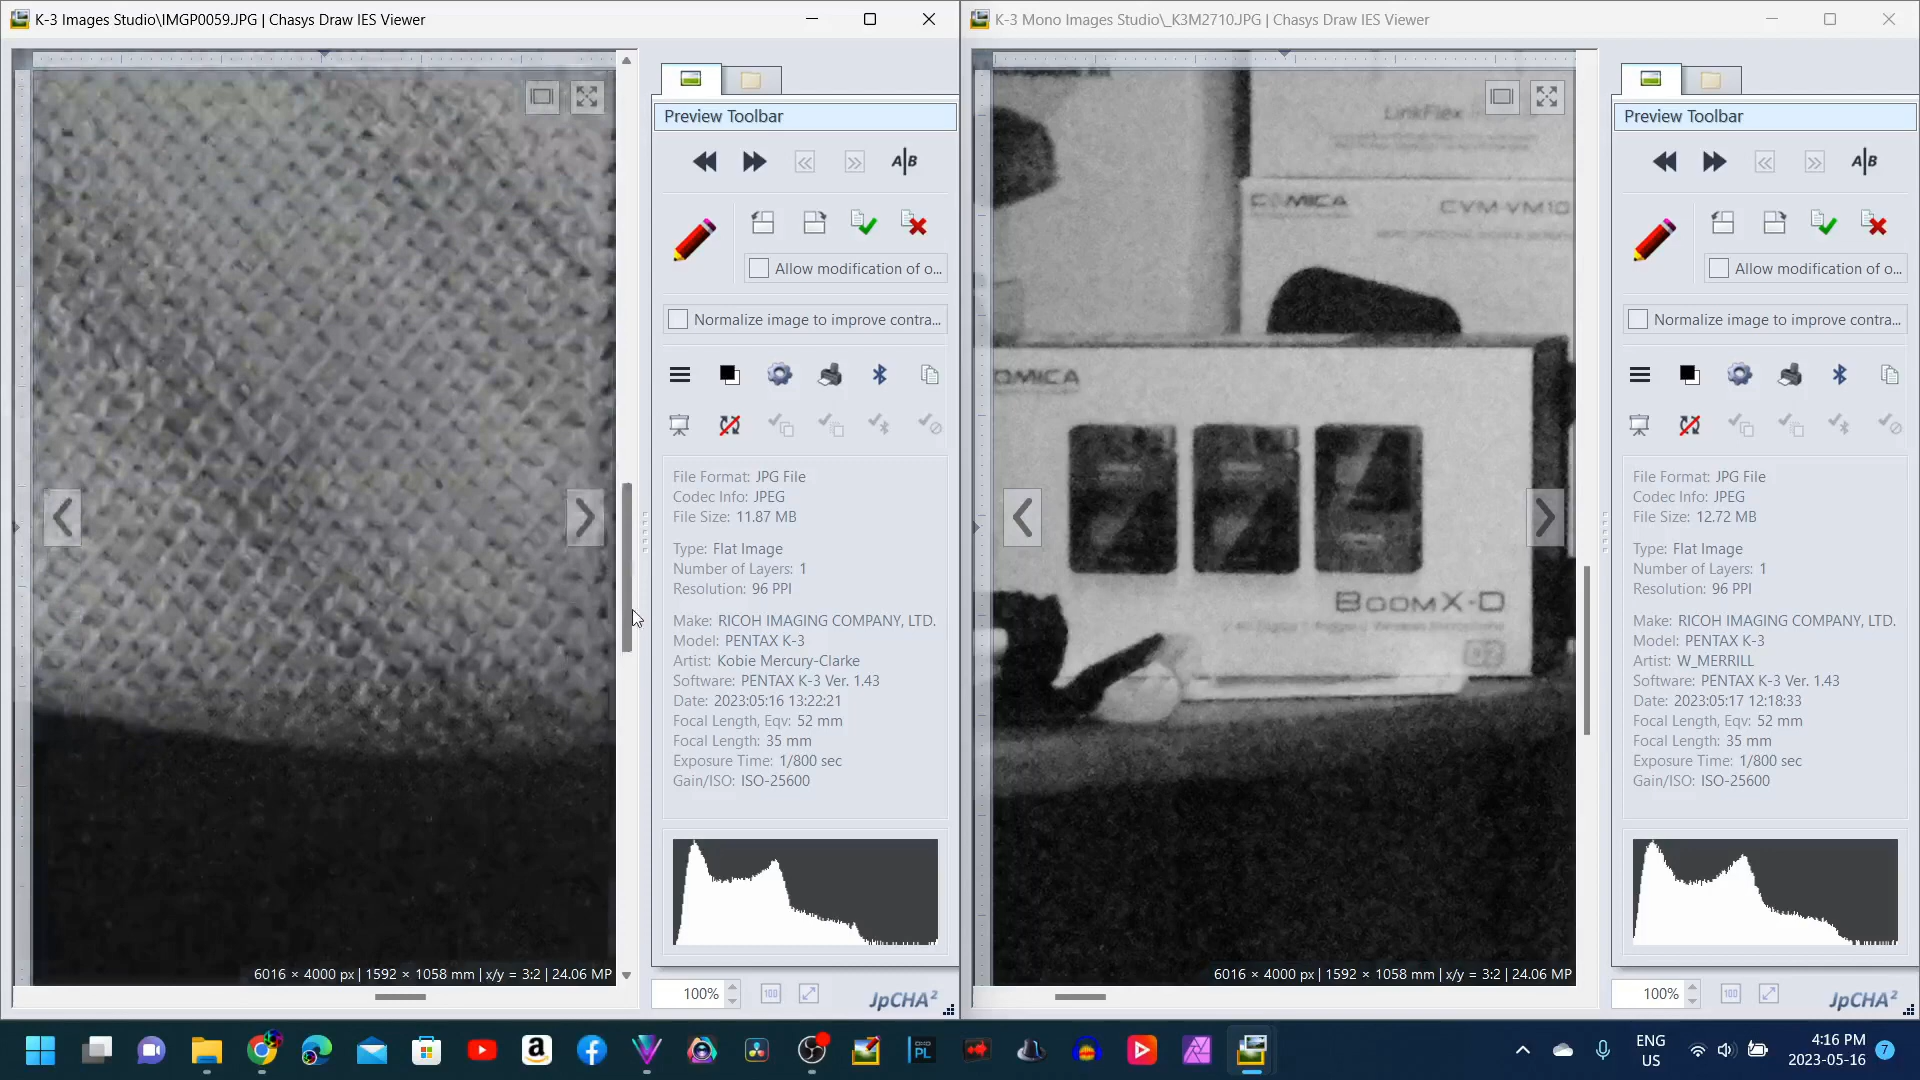 K-3 Images Studio\IMGP0059.JPG | Chasys Draw IES Viewer
Preview Toolbar
A|B
Allow modification of o...
Normalize image to improve contra...
File Format: JPG File
Codec Info: JPEG
File Size: 11.87 MB
Type: Flat Image
Number of Layers: 1
Resolution: 96 PPI
Make: RICOH IMAGING COMPANY, LTD.
Model: PENTAX K-3
Artist: Kobie Mercury-Clarke
Software: PENTAX K-3 Ver. 1.43
Date: 2023:05:16 13:22:21
Focal Length, Eqv: 52 mm
Focal Length: 35 mm
Exposure Time: 1/800 sec
Gain/ISO: ISO-25600
6016 × 4000 px | 1592 × 1058 mm | x/y = 3:2 | 24.06 MP
100%
100
JpCHA²
K-3 Mono Images Studio\_K3M2710.JPG | Chasys Draw IES Viewer
LinkFlex
COMICA
CVM-VM10
OMICA
BOOMX-D
D2
Preview Toolbar
A|B
Allow modification of o...
Normalize image to improve contra...
File Format: JPG File
Codec Info: JPEG
File Size: 12.72 MB
Type: Flat Image
Number of Layers: 1
Resolution: 96 PPI
Make: RICOH IMAGING COMPANY, LTD.
Model: PENTAX K-3
Artist: W_MERRILL
Software: PENTAX K-3 Ver. 1.43
Date: 2023:05:17 12:18:33
Focal Length, Eqv: 52 mm
Focal Length: 35 mm
Exposure Time: 1/800 sec
Gain/ISO: ISO-25600
6016 × 4000 px | 1592 × 1058 mm | x/y = 3:2 | 24.06 MP
100%
100
JpCHA²
a
PL
ENG
US
4:16 PM
2023-05-16
7